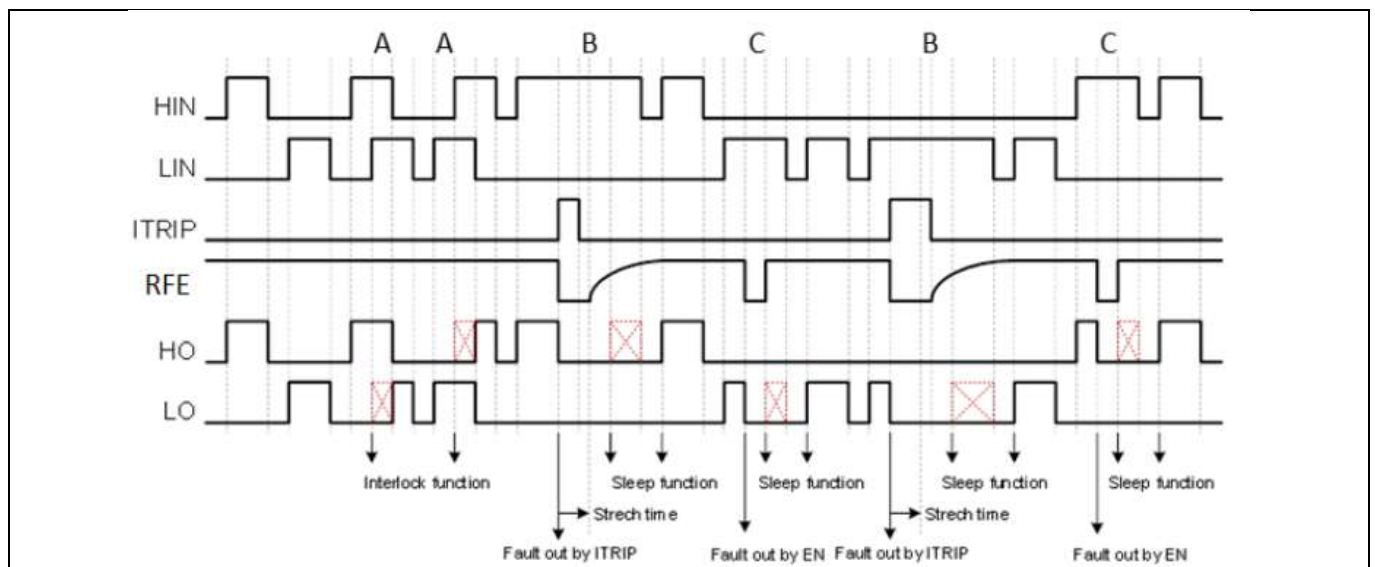 A A B C B C
HIN
LIN
ITRIP
RFE
HO
LO
Interlock function Sleep function Sleep function Sleep function Sleep function
Strech time Strech time
Fault out by ITRIP Fault out by EN Fault out by ITRIP Fault out by EN